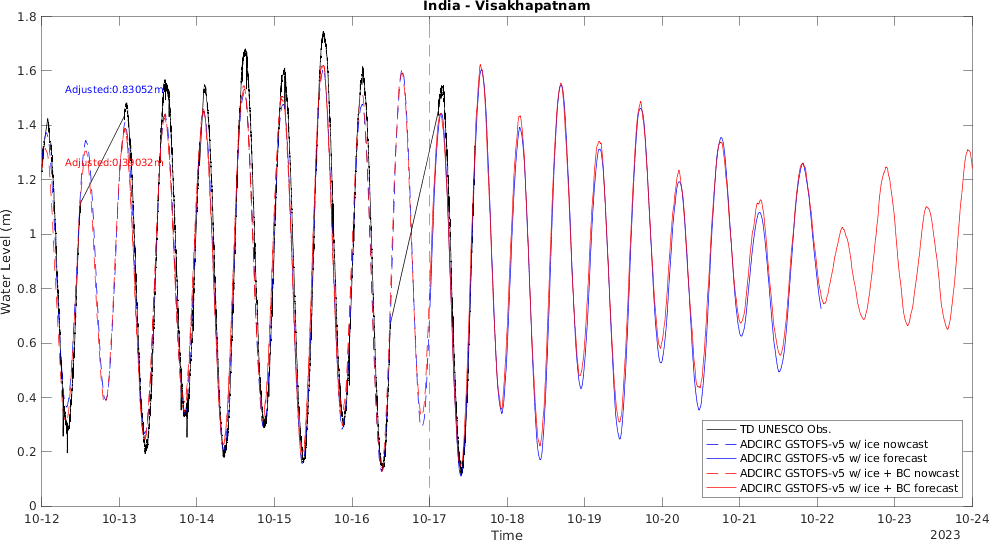 India - Visakhapatnam
1.8
1.6
1.4
1.2
1
0.8
0.6
0.4
0.2
0
Water Level (m)
Adjusted:0.83052m
Adjusted:0.39032m
TD UNESCO Obs.
ADCIRC GSTOFS-v5 w/ ice nowcast
ADCIRC GSTOFS-v5 w/ ice forecast
ADCIRC GSTOFS-v5 w/ ice + BC nowcast
ADCIRC GSTOFS-v5 w/ ice + BC forecast
10-12 10-13 10-14 10-15 10-16 10-17 10-18 10-19 10-20 10-21 10-22 10-23 10-24
Time
2023